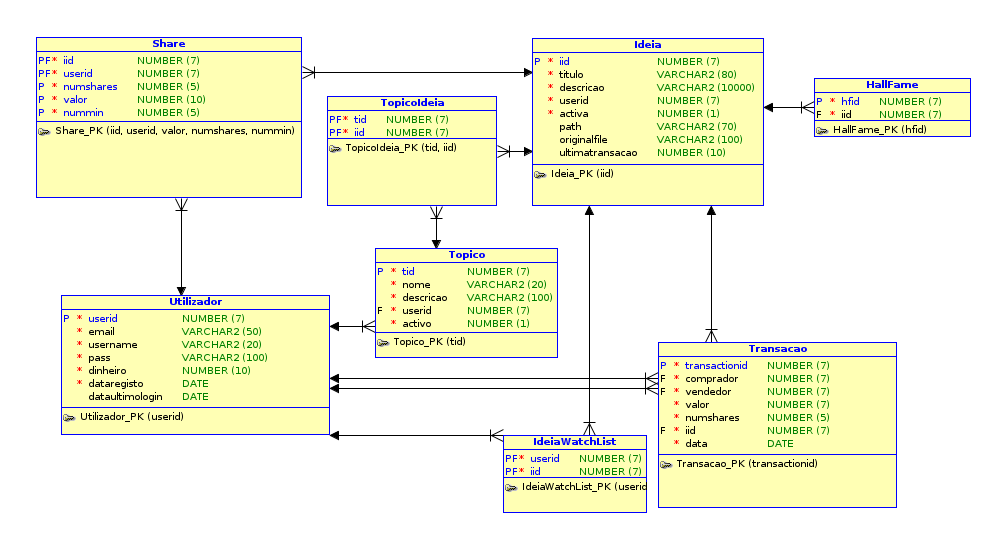 Share
PF* iid NUMBER (7)
PF* userid NUMBER (7)
P * numshares NUMBER (5)
P * valor NUMBER (10)
P * nummin NUMBER (5)
Share_PK (iid, userid, valor, numshares, nummin)
TopicoIdeia
PF* tid NUMBER (7)
PF* iid NUMBER (7)
TopicoIdeia_PK (tid, iid)
Ideia
P * iid NUMBER (7)
* titulo VARCHAR2 (80)
* descricao VARCHAR2 (10000)
* userid NUMBER (7)
* activa NUMBER (1)
path VARCHAR2 (70)
originalfile VARCHAR2 (100)
ultimatransacao NUMBER (10)
Ideia_PK (iid)
HallFame
P * hfid NUMBER (7)
F * iid NUMBER (7)
HallFame_PK (hfid)
Topico
P * tid NUMBER (7)
* nome VARCHAR2 (20)
* descricao VARCHAR2 (100)
F * userid NUMBER (7)
* activo NUMBER (1)
Topico_PK (tid)
Utilizador
P * userid NUMBER (7)
* email VARCHAR2 (50)
* username VARCHAR2 (20)
* pass VARCHAR2 (100)
* dinheiro NUMBER (10)
* dataregisto DATE
dataultimologin DATE
Utilizador_PK (userid)
Transacao
P * transactionid NUMBER (7)
F * comprador NUMBER (7)
F * vendedor NUMBER (7)
* valor NUMBER (7)
* numshares NUMBER (5)
F * iid NUMBER (7)
* data DATE
Transacao_PK (transactionid)
IdeiaWatchList
PF* userid NUMBER (7)
PF* iid NUMBER (7)
IdeiaWatchList_PK (userid